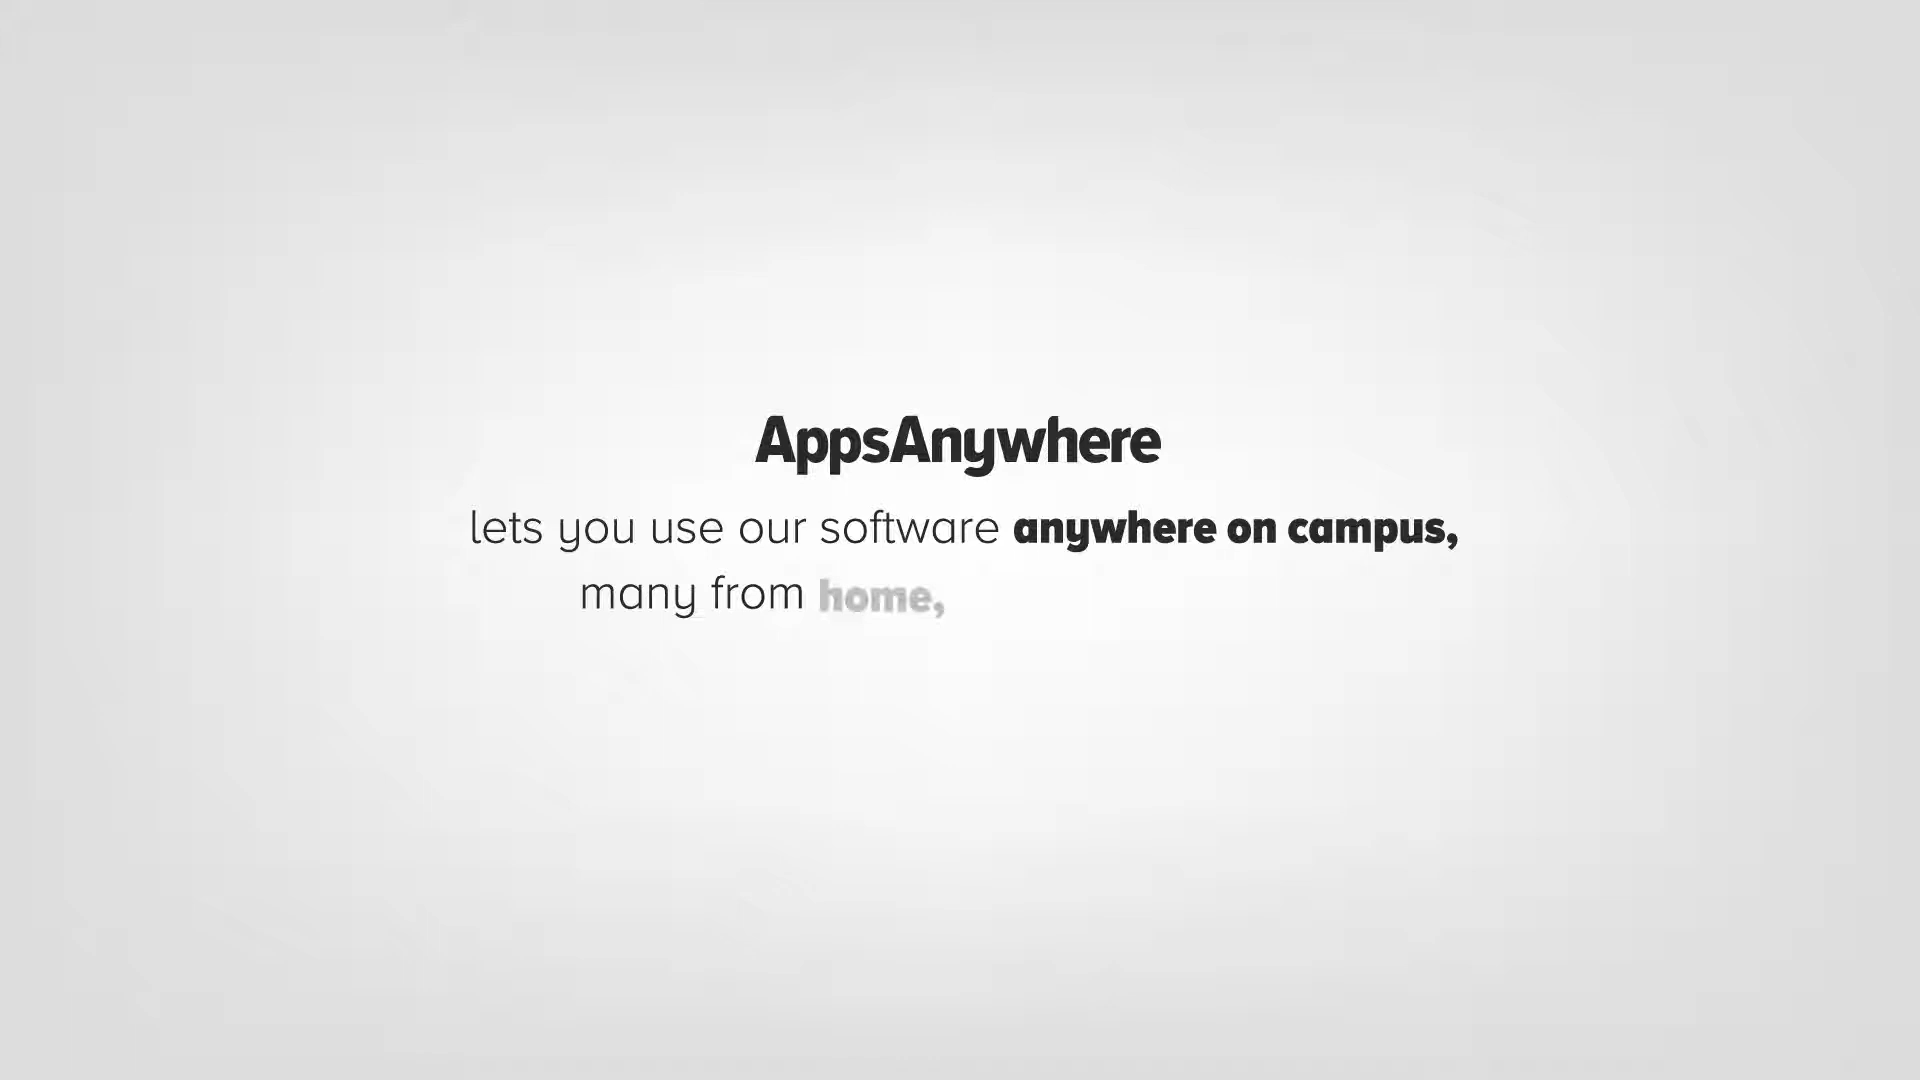 AppsAnywhere
lets you use our software anywhere on campus,
many from home,